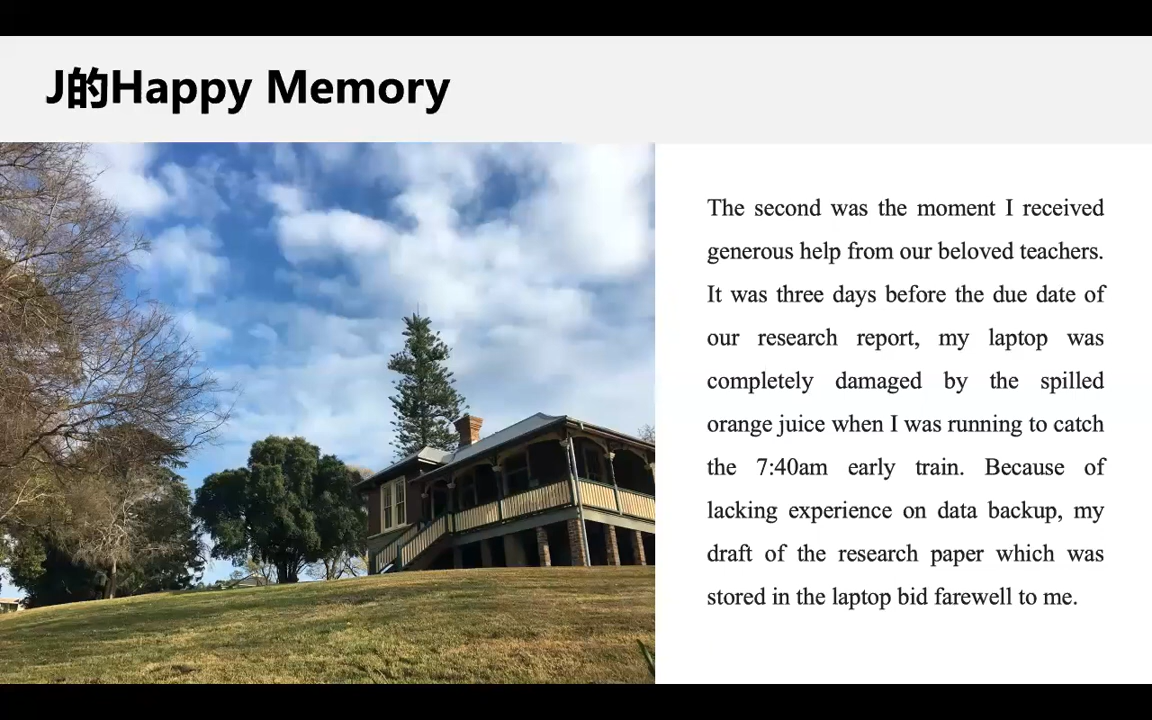 J的Happy Memory
The second was the moment I received
generous help from our beloved teachers.
It was three days before the due date of
our research report, my laptop was
completely damaged by the spilled
orange juice when I was running to catch
the 7:40am early train. Because of
lacking experience on data backup, my
draft of the research paper which was
stored in the laptop bid farewell to me.